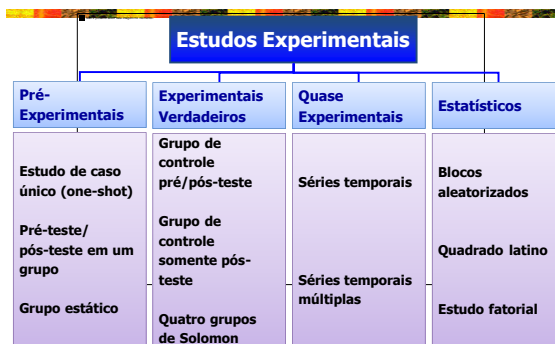 Estudos Experimentais
Pré-
Experimentais
Experimentais
Verdadeiros
Quase
Experimentais
Estatísticos
Estudo de caso
único (one-shot)
Pré-teste/
pós-teste em um
grupo
Grupo estático
Grupo de
controle
pré/pós-teste
Grupo de
controle
somente pós-
teste
Quatro grupos
de Solomon
Séries temporais
Séries temporais
múltiplas
Blocos
aleatorizados
Quadrado latino
Estudo fatorial